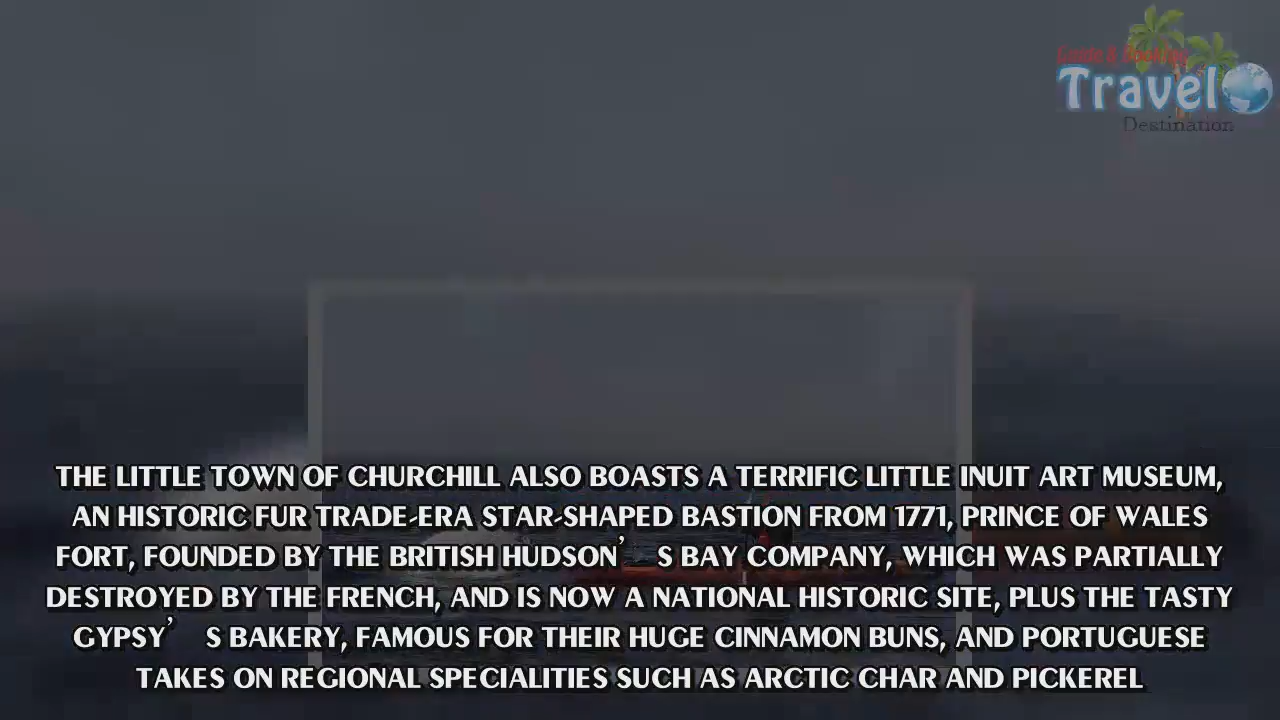 Guide & Booking
Travel
Destination
THE LITTLE TOWN OF CHURCHILL ALSO BOASTS A TERRIFIC LITTLE INUIT ART MUSEUM,
AN HISTORIC FUR TRADE-ERA STAR-SHAPED BASTION FROM 1771, PRINCE OF WALES
FORT, FOUNDED BY THE BRITISH HUDSON’ S BAY COMPANY, WHICH WAS PARTIALLY
DESTROYED BY THE FRENCH, AND IS NOW A NATIONAL HISTORIC SITE, PLUS THE TASTY
GYPSY’ S BAKERY, FAMOUS FOR THEIR HUGE CINNAMON BUNS, AND PORTUGUESE
TAKES ON REGIONAL SPECIALITIES SUCH AS ARCTIC CHAR AND PICKEREL